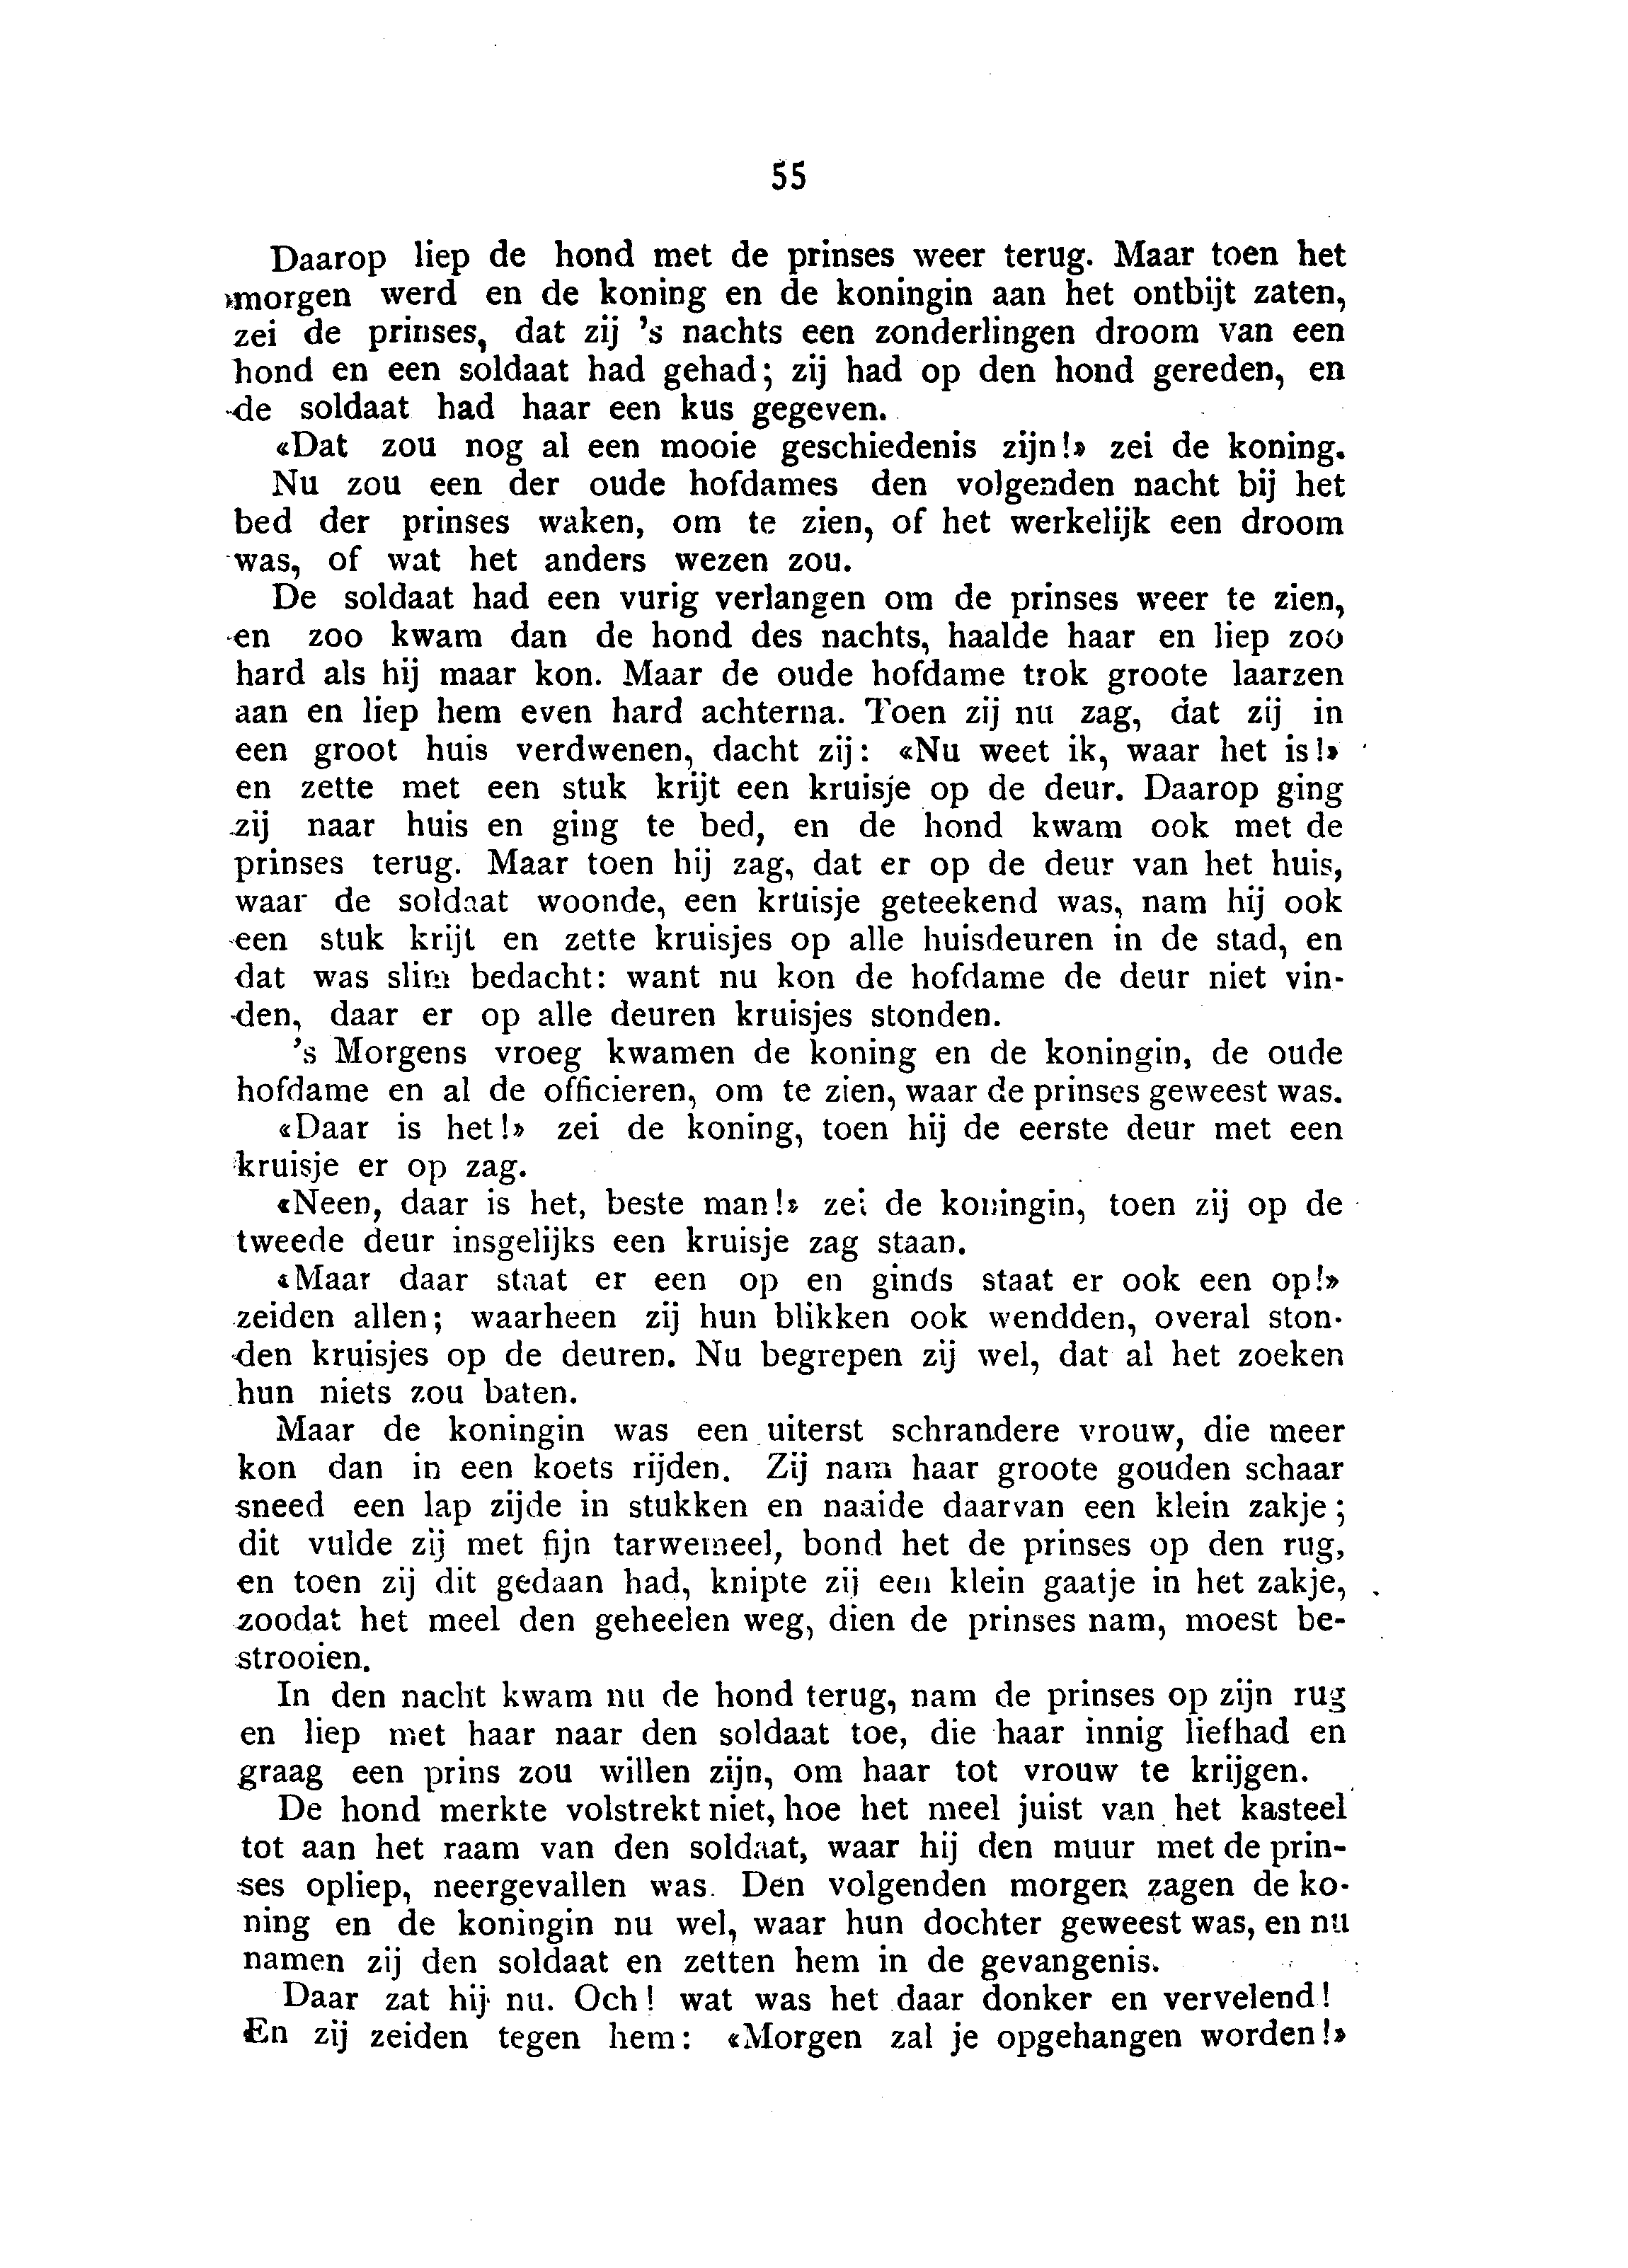 55
Daarop liep de hond met de prinses weer terug. Maar toen het
morgen werd en de koning en de koningin aan het ontbijt zaten,
zei de prinses, dat zij 's nachts een zonderlingen droom van een
hond en een soldaat had gehad; zij had op den hond gereden, en
de soldaat had haar een kus gegeven.
«Dat zou nog al een mooie geschiedenis zijn!» zei de koning.
Nu zou een der oude hofdames den volgenden nacht bij het
bed der prinses waken, om te zien, of het werkelijk een droom
was, of wat het anders wezen zou.
De soldaat had een vurig verlangen om de prinses weer te zien,
en zoo kwam dan de hond des nachts, haalde haar en liep zoo
hard als hij maar kon. Maar de oude hofdame trok groote laarzen
aan en liep hem even hard achterna. Toen zij nu zag, dat zij in
een groot huis verdwenen, dacht zij: «Nu weet ik, waar het is!»
en zette met een stuk krijt een kruisje op de deur. Daarop ging
zij naar huis en ging te bed, en de hond kwam ook met de
prinses terug. Maar toen hij zag, dat er op de deur van het huis,
waar de soldaat woonde, een kruisje geteekend was, nam hij ook
een stuk krijt en zette kruisjes op alle huisdeuren in de stad, en
dat was slim bedacht: want nu kon de hofdame de deur niet vin-
den, daar er op alle deuren kruisjes stonden.
's Morgens vroeg kwamen de koning en de koningin, de oude
hofdame en al de officieren, om te zien, waar de prinses geweest was.
«Daar is het!» zei de koning, toen hij de eerste deur met een
kruisje er op zag.
«Neen, daar is het, beste man!» zei de koningin, toen zij op de
tweede deur insgelijks een kruisje zag staan.
«Maar daar staat er een op en ginds staat er ook een op!»
zeiden allen; waarheen zij hun blikken ook wendden, overal ston-
den kruisjes op de deuren. Nu begrepen zij wel, dat al het zoeken
hun niets zou baten.
Maar de koningin was een uiterst schrandere vrouw, die meer
kon dan in een koets rijden. Zij nam haar groote gouden schaar
sneed een lap zijde in stukken en naaide daarvan een klein zakje;
dit vulde zij met fijn tarwemeel, bond het de prinses op den rug,
en toen zij dit gedaan had, knipte zij een klein gaatje in het zakje,
zoodat het meel den geheelen weg, dien de prinses nam, moest be-
strooien.
In den nacht kwam nu de hond terug, nam de prinses op zijn rug
en liep met haar naar den soldaat toe, die haar innig liefhad en
graag een prins zou willen zijn, om haar tot vrouw te krijgen.
De hond merkte volstrekt niet, hoe het meel juist van het kasteel
tot aan het raam van den soldaat, waar hij den muur met de prin-
ses opliep, neergevallen was. Den volgenden morgen zagen de ko-
ning en de koningin nu wel, waar hun dochter geweest was, en nu
namen zij den soldaat en zetten hem in de gevangenis.
Daar zat hij nu. Och! wat was het daar donker en vervelend!
En zij zeiden tegen hem: «Morgen zal je opgehangen worden!»